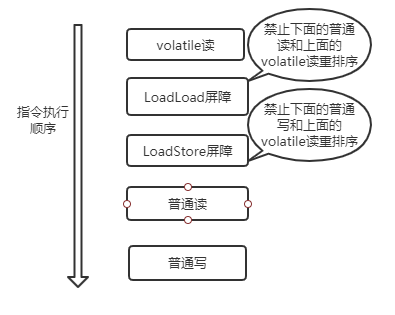 禁止下面的普通
读和上面的
volatile读重排序
volatile读
LoadLoad屏障
禁止下面的普通
写和上面的
volatile读重排序
指令执行
顺序
LoadStore屏障
普通读
普通写